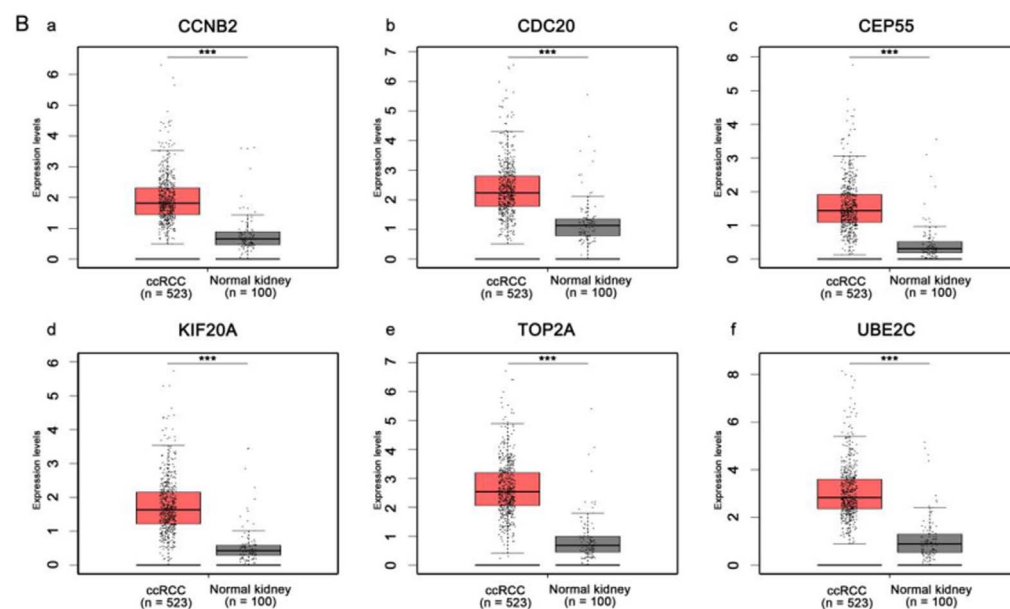 B a CCNB2
***
Expression levels
6
5
4
3
2
1
0
ccRCC
(n = 523)
Normal kidney
(n = 100)
b CDC20
***
Expression levels
7
6
5
4
3
2
1
0
ccRCC
(n = 523)
Normal kidney
(n = 100)
c CEP55
***
Expression levels
6
5
4
3
2
1
0
ccRCC
(n = 523)
Normal kidney
(n = 100)
d KIF20A
***
Expression levels
6
5
4
3
2
1
0
ccRCC
(n = 523)
Normal kidney
(n = 100)
e TOP2A
***
Expression levels
7
6
5
4
3
2
1
0
ccRCC
(n = 523)
Normal kidney
(n = 100)
f UBE2C
***
Expression levels
8
6
4
2
0
ccRCC
(n = 523)
Normal kidney
(n = 100)